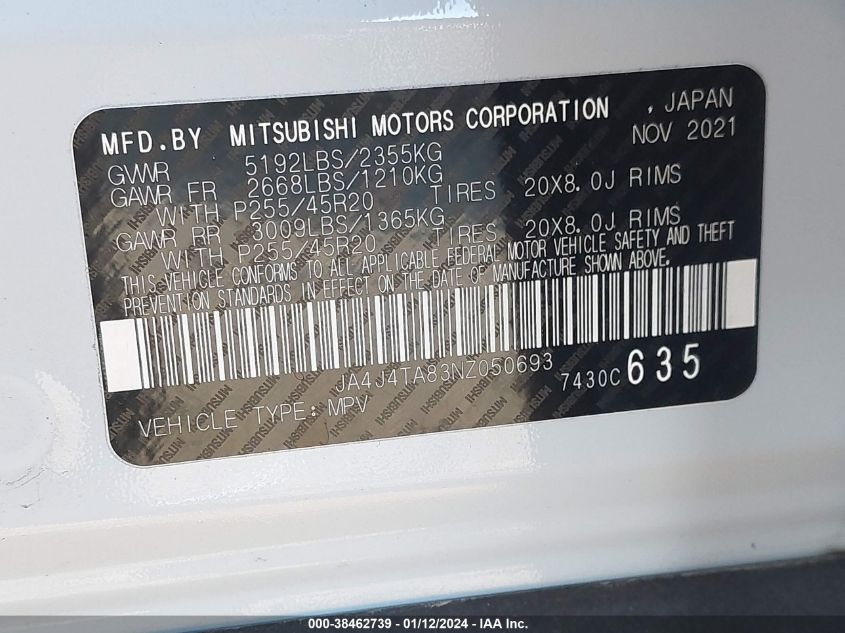 MFD.BY MITSUBISHI MOTORS CORPORATION , JAPAN
NOV 2021
GVWR 5192LBS/2355KG
GAWR FR 2668LBS/1210KG
WITH P255/45R20 TIRES 20X8.0J RIMS
GAWR RR 3009LBS/1365KG
WITH P255/45R20 TIRES 20X8.0J RIMS
THIS VEHICLE CONFORMS TO ALL APPLICABLE FEDERAL MOTOR VEHICLE SAFETY AND THEFT
PREVENTION STANDARDS IN EFFECT ON THE DATE OF MANUFACTURE SHOWN ABOVE.
JA4J4TA83NZ050693
7430C 635
VEHICLE TYPE: MPV
000-38462739 - 01/12/2024 - IAA Inc.